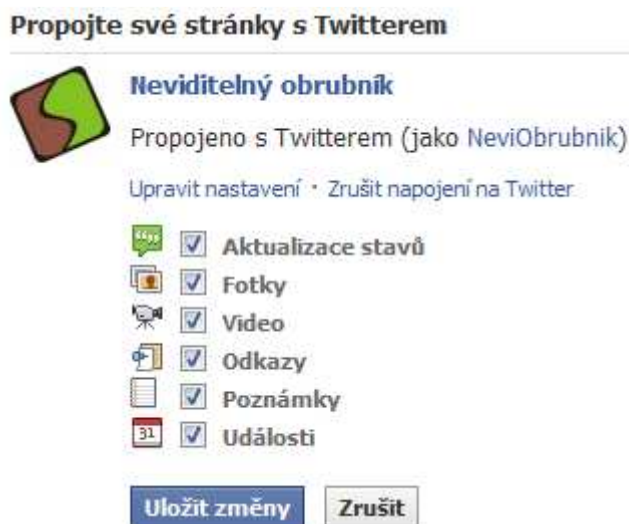 Propojte své stránky s Twitterem
Neviditelný obrubník
Propojeno s Twitterem (jako NeviObrubnik)
Upravit nastavení · Zrušit napojení na Twitter
Aktualizace stavů
Fotky
Video
Odkazy
Poznámky
31 Události
Uložit změny Zrušit